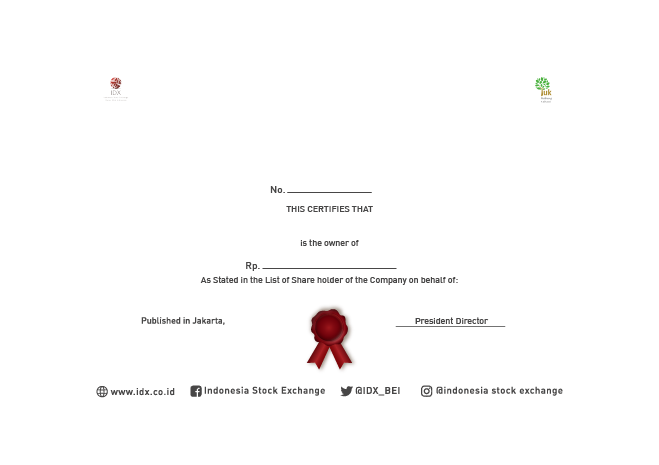 IDX
juk
No.
THIS CERTIFIES THAT
is the owner of
Rp.
As Stated in the List of Share holder of the Company on behalf of:
Published in Jakarta,
President Director
www.idx.co.id
Indonesia Stock Exchange
@IDX_BEI
@indonesia stock exchange